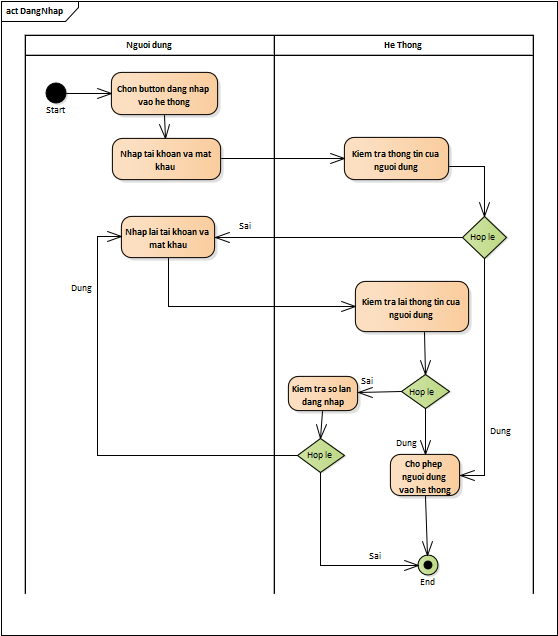 act DangNhap
Nguoi dung
He Thong
Start
Chon button dang nhap
vao he thong
Nhap tai khoan va mat
khau
Kiem tra thong tin cua
nguoi dung
Nhap lai tai khoan va
mat khau
Sai
Hop le
Dung
Kiem tra lai thong tin cua
nguoi dung
Kiem tra so lan
dang nhap
Sai
Hop le
Dung
Dung
Hop le
Cho phep
nguoi dung
vao he thong
Sai
End